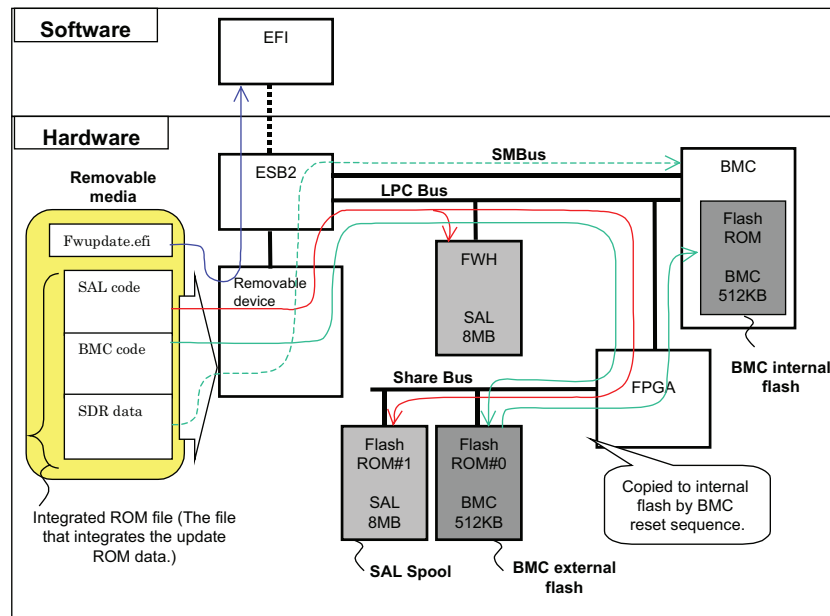 Software
EFI
Hardware
Removable
media
Fwupdate.efi
SAL code
BMC code
SDR data
Integrated ROM file (The file
that integrates the update
ROM data.)
ESB2
Removable
device
SMBus
LPC Bus
FWH
SAL
8MB
BMC
Flash
ROM
BMC
512KB
BMC internal
flash
Share Bus
FPGA
Flash
ROM#1
SAL
8MB
SAL Spool
Flash
ROM#0
BMC
512KB
BMC external
flash
Copied to internal
flash by BMC
reset sequence.